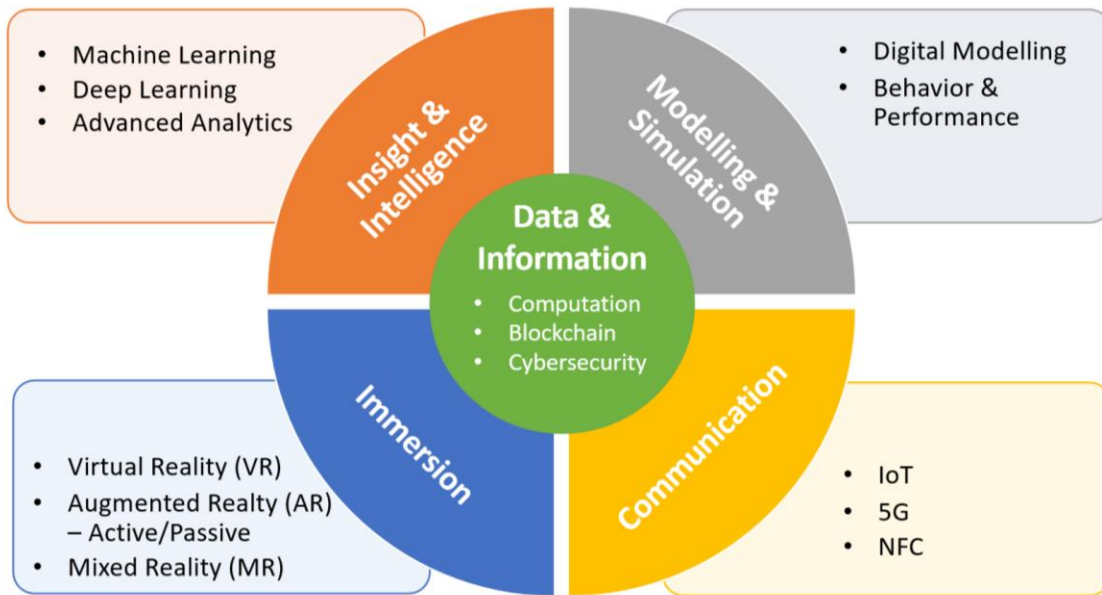 • Machine Learning
• Deep Learning
• Advanced Analytics
Insight &
Intelligence
Modelling &
Simulation
• Digital Modelling
• Behavior &
Performance
Data &
Information
• Computation
• Blockchain
• Cybersecurity
Immersion
• Virtual Reality (VR)
• Augmented Realty (AR)
– Active/Passive
• Mixed Reality (MR)
Communication
• IoT
• 5G
• NFC